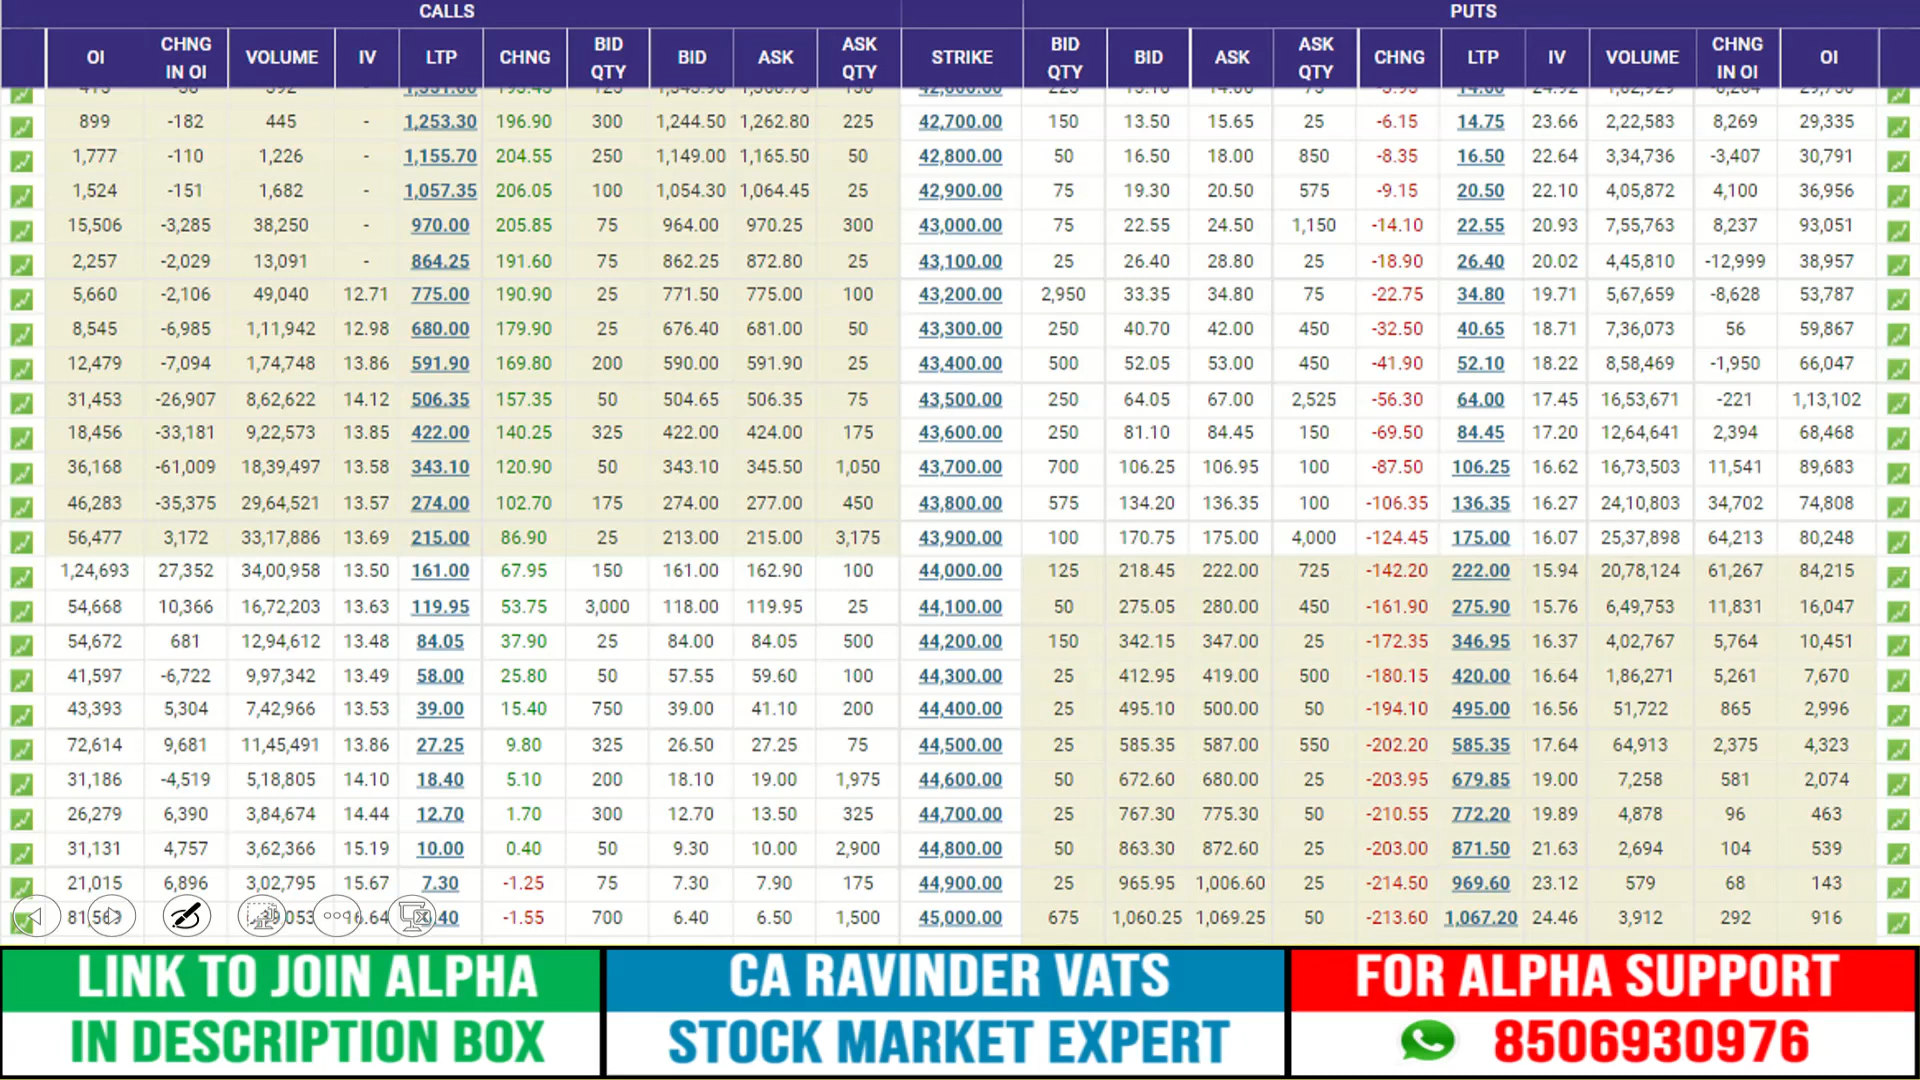 CALLS PUTS
OI CHNG IN OI VOLUME IV LTP CHNG BID QTY BID ASK ASK QTY STRIKE BID QTY BID ASK ASK QTY CHNG LTP IV VOLUME CHNG IN OI OI
899 -182 445 - 1,253.30 196.90 300 1,244.50 1,262.80 225 42,700.00 150 13.50 15.65 25 -6.15 14.75 23.66 2,22,583 8,269 29,335
1,777 -110 1,226 - 1,155.70 204.55 250 1,149.00 1,165.50 50 42,800.00 50 16.50 18.00 850 -8.35 16.50 22.64 3,34,736 -3,407 30,791
1,524 -151 1,682 - 1,057.35 206.05 100 1,054.30 1,064.45 25 42,900.00 75 19.30 20.50 575 -9.15 20.50 22.10 4,05,872 4,100 36,956
15,506 -3,285 38,250 - 970.00 205.85 75 964.00 970.25 300 43,000.00 75 22.55 24.50 1,150 -14.10 22.55 20.93 7,55,763 8,237 93,051
2,257 -2,029 13,091 - 864.25 191.60 75 862.25 872.80 25 43,100.00 25 26.40 28.80 25 -18.90 26.40 20.02 4,45,810 -12,999 38,957
5,660 -2,106 49,040 12.71 775.00 190.90 25 771.50 775.00 100 43,200.00 2,950 33.35 34.80 75 -22.75 34.80 19.71 5,67,659 -8,628 53,787
8,545 -6,985 1,11,942 12.98 680.00 179.90 25 676.40 681.00 50 43,300.00 250 40.70 42.00 450 -32.50 40.65 18.71 7,36,073 56 59,867
12,479 -7,094 1,74,748 13.86 591.90 169.80 200 590.00 591.90 25 43,400.00 500 52.05 53.00 450 -41.90 52.10 18.22 8,58,469 -1,950 66,047
31,453 -26,907 8,62,622 14.12 506.35 157.35 50 504.65 506.35 75 43,500.00 250 64.05 67.00 2,525 -56.30 64.00 17.45 16,53,671 -221 1,13,102
18,456 -33,181 9,22,573 13.85 422.00 140.25 325 422.00 424.00 175 43,600.00 250 81.10 84.45 150 -69.50 84.45 17.20 12,64,641 2,394 68,468
36,168 -61,009 18,39,497 13.58 343.10 120.90 50 343.10 345.50 1,050 43,700.00 700 106.25 106.95 100 -87.50 106.25 16.62 16,73,503 11,541 89,683
46,283 -35,375 29,64,521 13.57 274.00 102.70 175 274.00 277.00 450 43,800.00 575 134.20 136.35 100 -106.35 136.35 16.27 24,10,803 34,702 74,808
56,477 3,172 33,17,886 13.69 215.00 86.90 25 213.00 215.00 3,175 43,900.00 100 170.75 175.00 4,000 -124.45 175.00 16.07 25,37,898 64,213 80,248
1,24,693 27,352 34,00,958 13.50 161.00 67.95 150 161.00 162.90 100 44,000.00 125 218.45 222.00 725 -142.20 222.00 15.94 20,78,124 61,267 84,215
54,668 10,366 16,72,203 13.63 119.95 53.75 3,000 118.00 119.95 25 44,100.00 50 275.05 280.00 450 -161.90 275.90 15.76 6,49,753 11,831 16,047
54,672 681 12,94,612 13.48 84.05 37.90 25 84.00 84.05 500 44,200.00 150 342.15 347.00 25 -172.35 346.95 16.37 4,02,767 5,764 10,451
41,597 -6,722 9,97,342 13.49 58.00 25.80 50 57.55 59.60 100 44,300.00 25 412.95 419.00 500 -180.15 420.00 16.64 1,86,271 5,261 7,670
43,393 5,304 7,42,966 13.53 39.00 15.40 750 39.00 41.10 200 44,400.00 25 495.10 500.00 50 -194.10 495.00 16.56 51,722 865 2,996
72,614 9,681 11,45,491 13.86 27.25 9.80 325 26.50 27.25 75 44,500.00 25 585.35 587.00 550 -202.20 585.35 17.64 64,913 2,375 4,323
31,186 -4,519 5,18,805 14.10 18.40 5.10 200 18.10 19.00 1,975 44,600.00 50 672.60 680.00 25 -203.95 679.85 19.00 7,258 581 2,074
26,279 6,390 3,84,674 14.44 12.70 1.70 300 12.70 13.50 325 44,700.00 25 767.30 775.30 50 -210.55 772.20 19.89 4,878 96 463
31,131 4,757 3,62,366 15.19 10.00 0.40 50 9.30 10.00 2,900 44,800.00 50 863.30 872.60 25 -203.00 871.50 21.63 2,694 104 539
21,015 6,896 3,02,795 15.67 7.30 -1.25 75 7.30 7.90 175 44,900.00 25 965.95 1,006.60 25 -214.50 969.60 23.12 579 68 143
-1.55 700 6.40 6.50 1,500 45,000.00 675 1,060.25 1,069.25 50 -213.60 1,067.20 24.46 3,912 292 916
LINK TO JOIN ALPHA
IN DESCRIPTION BOX
CA RAVINDER VATS
STOCK MARKET EXPERT
FOR ALPHA SUPPORT
8506930976